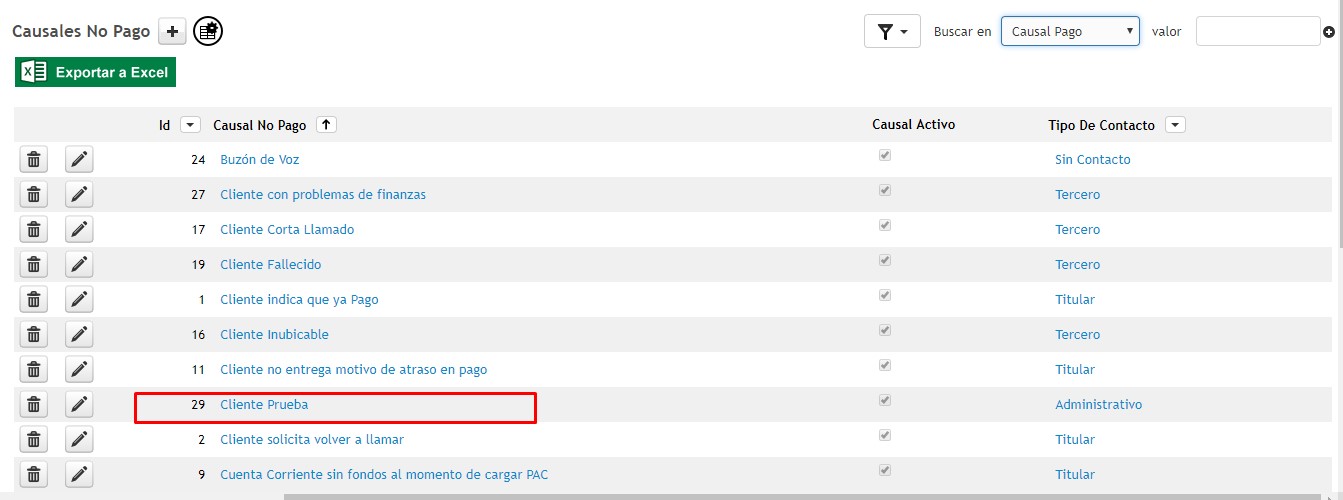 Causales No Pago
Buscar en Causal Pago valor
Exportar a Excel
Id Causal No Pago Causal Activo Tipo De Contacto
24 Buzón de Voz Sin Contacto
27 Cliente con problemas de finanzas Tercero
17 Cliente Corta Llamado Tercero
19 Cliente Fallecido Tercero
1 Cliente indica que ya Pago Titular
16 Cliente Inubicable Tercero
11 Cliente no entrega motivo de atraso en pago Titular
29 Cliente Prueba Administrativo
2 Cliente solicita volver a llamar Titular
9 Cuenta Corriente sin fondos al momento de cargar PAC Titular